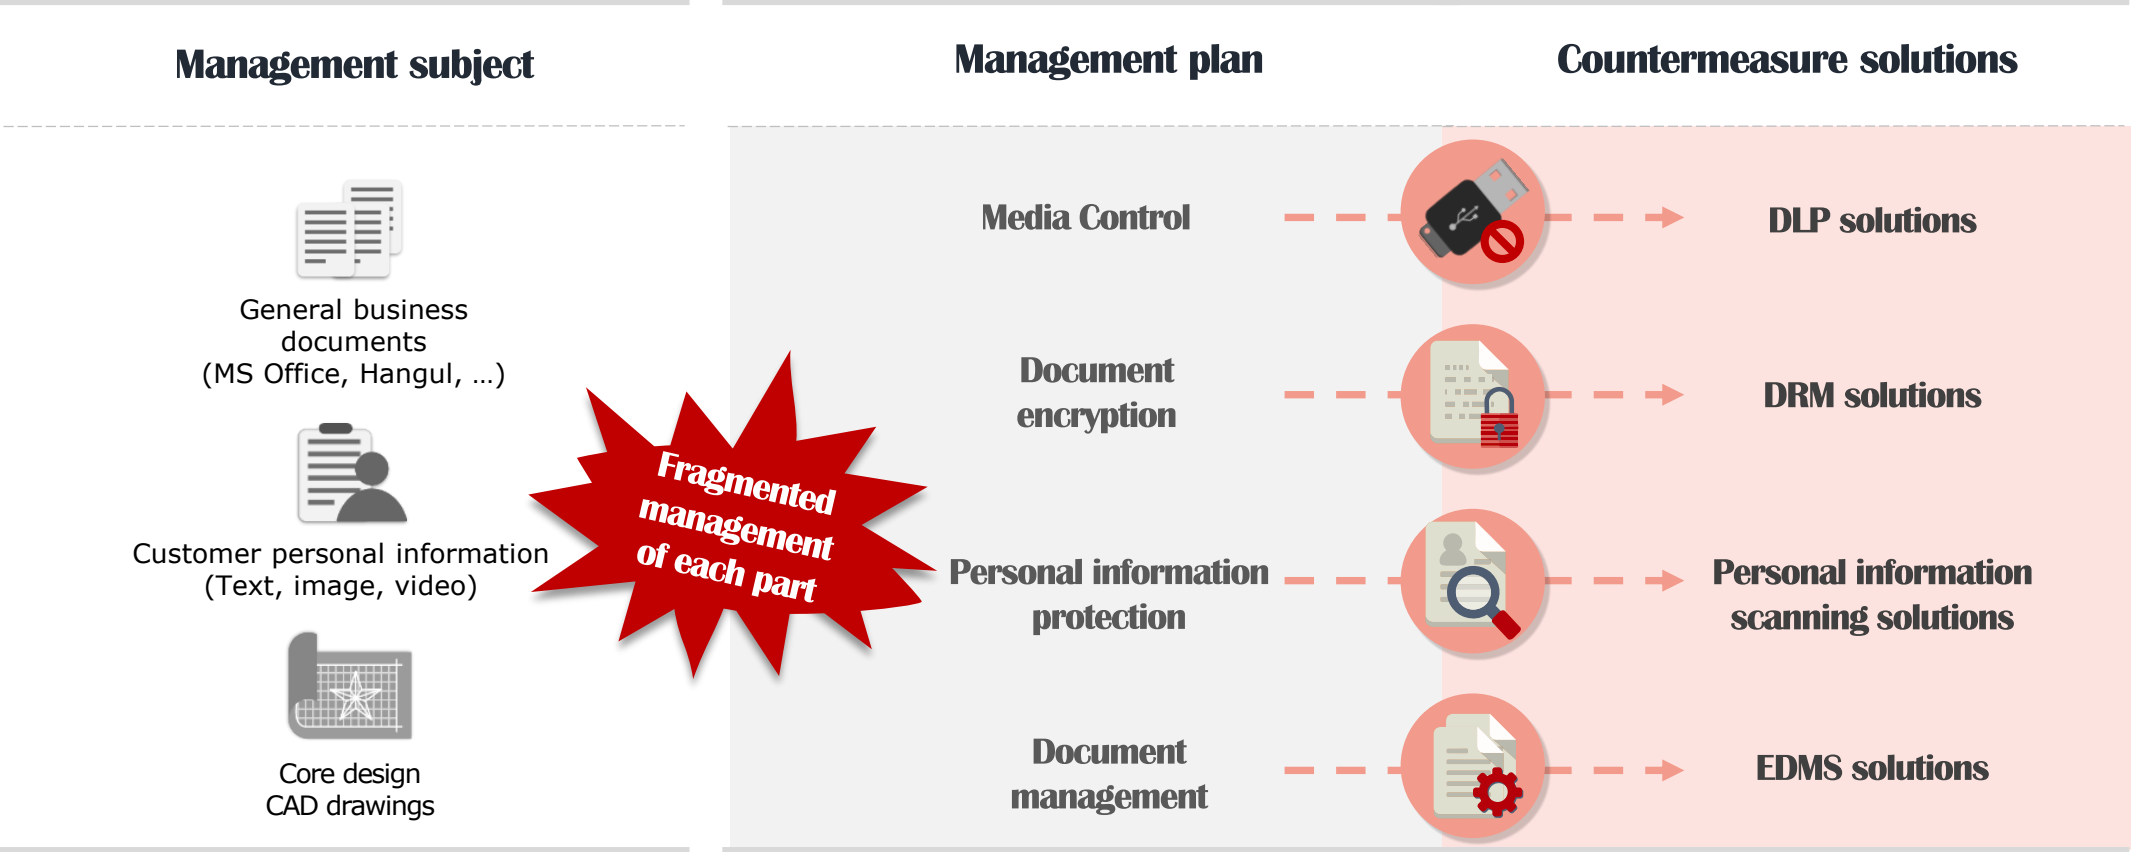 Management subject
Management plan
Countermeasure solutions
General business
documents
(MS Office, Hangul, ...)
Customer personal information
(Text, image, video)
Core design
CAD drawings
Fragmented
management
of each part
Media Control
DLP solutions
Document
encryption
DRM solutions
Personal information
protection
Personal information
scanning solutions
Document
management
EDMS solutions